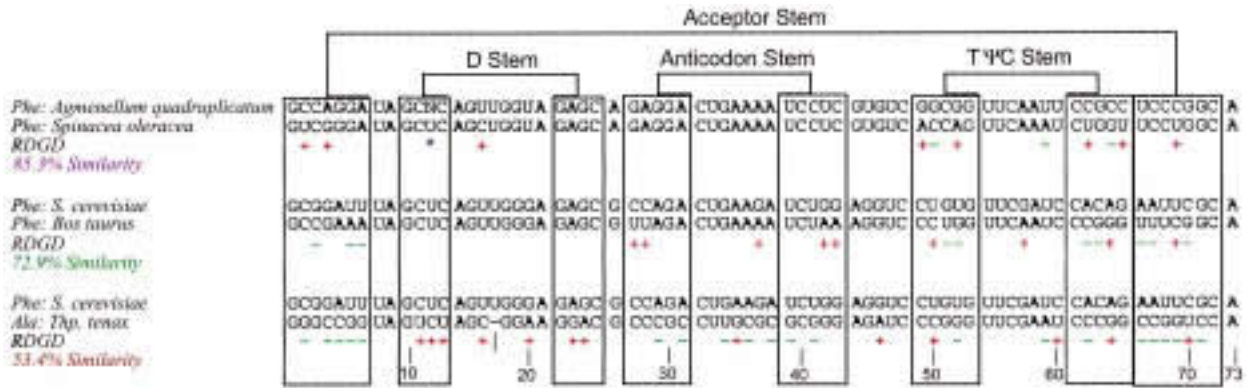 Acceptor Stem
D Stem Anticodon Stem TΨC Stem
Phe: Agmenellum quadruplicatum GCCAGGA UA GCNC AGUUGGUA GAGC A GAGGA CUGAAAA UCCUC GUGUC GGCGG UUCAAUU CCGCC UCCCGGC A
Phe: Spinacea oleracea GUCGGGA UA GCUC AGCUGGUA GAGC A GAGGA CUGAAAA UCCUC GUGUC ACCAG UUCAAAU CUGGU UCCUGGC A
RDGD + + * + + - + - + - + +
85.3% Similarity
Phe: S. cerevisiae GCGGAUU UA GCUC AGUUGGGA GAGC G CCAGA CUGAAGA UCUGG AGGUC CUGUG UUCGAUC CACAG AAUUCGC A
Phe: Bos taurus GCCGAAA UA GCUC AGUUGGGA GAGC G UUAGA CUGAAAA UCUAA AGGUC CCUGG UUCAAUC CCGGG UUUCGGC A
RDGD - - - + + + + + + - - + - - + - - - + -
72.9% Similarity
Phe: S. cerevisiae GCGGAUU UA GCUC AGUUGGGA GAGC G CCAGA CUGAAGA UCUGG AGGUC CUGUG UUCGAUC CACAG AAUUCGC A
Ala: Thp. tenax GGGCCGG UA GUCU AGC-GGAA GGAC G CCCGC CUUGCGC GCGGG AGAUC CCGGG UUCGAAU CCCGG CCGGUCC A
RDGD
53.4% Similarity
10 20 30 40 50 60 70 73